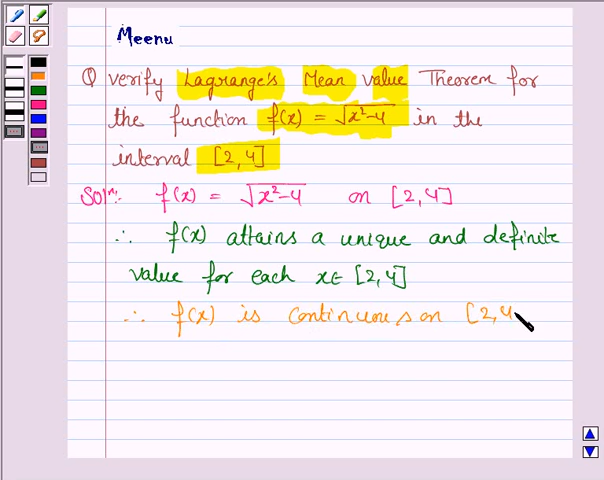 Meenu
Q verify Lagrange's Mean value Theorem for
the function f(x) = √x²-4 in the
interval [2,4]
Solⁿ: f(x) = √x²-4 on [2,4]
∴ f(x) attains a unique and definite
value for each x∈ [2,4]
∴ f(x) is continuous on [2,4